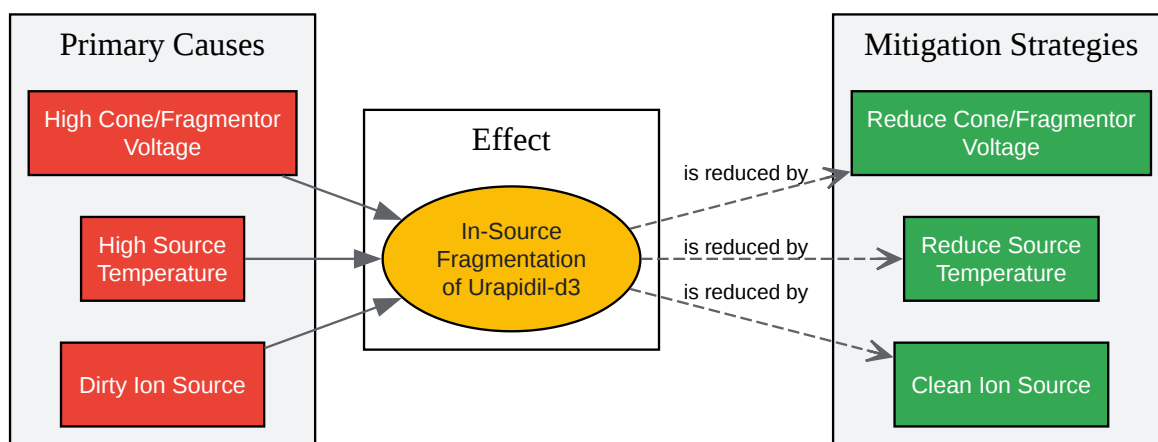 Primary Causes
High Cone/Fragmentor
Voltage
High Source
Temperature
Dirty Ion Source
Effect
In-Source
Fragmentation
of Urapidil-d3
is reduced by
is reduced by
is reduced by
Mitigation Strategies
Reduce Cone/Fragmentor
Voltage
Reduce Source
Temperature
Clean Ion Source